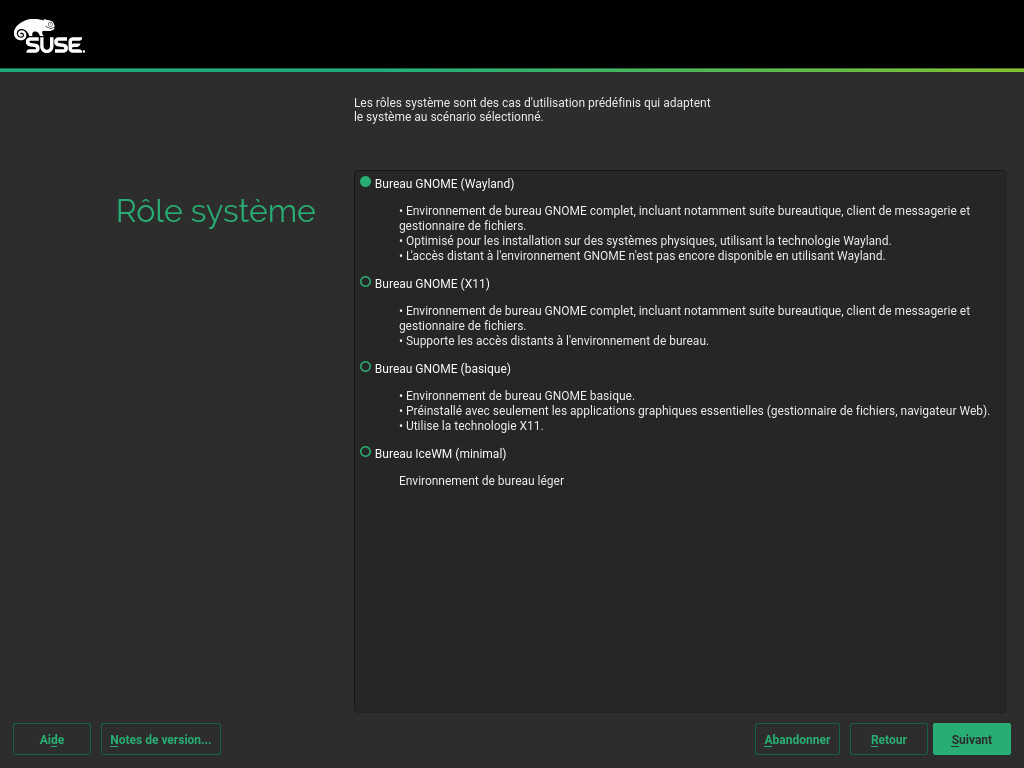 SUSE
Les rôles système sont des cas d'utilisation prédéfinis qui adaptent
le système au scénario sélectionné.
Rôle système
Bureau GNOME (Wayland)
• Environnement de bureau GNOME complet, incluant notamment suite bureautique, client de messagerie et
gestionnaire de fichiers.
• Optimisé pour les installation sur des systèmes physiques, utilisant la technologie Wayland.
• L'accès distant à l'environnement GNOME n'est pas encore disponible en utilisant Wayland.
Bureau GNOME (X11)
• Environnement de bureau GNOME complet, incluant notamment suite bureautique, client de messagerie et
gestionnaire de fichiers.
• Supporte les accès distants à l'environnement de bureau.
Bureau GNOME (basique)
• Environnement de bureau GNOME basique.
• Préinstallé avec seulement les applications graphiques essentielles (gestionnaire de fichiers, navigateur Web).
• Utilise la technologie X11.
Bureau IceWM (minimal)
Environnement de bureau léger
Aide
Notes de version...
Abandonner
Retour
Suivant